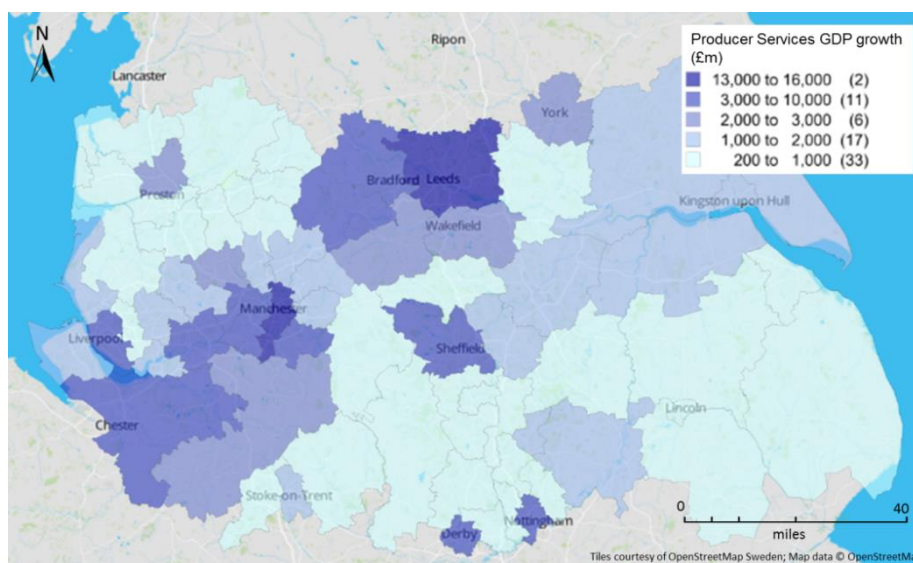 N
Ripon
Lancaster
Producer Services GDP growth
(£m)
13,000 to 16,000 (2)
3,000 to 10,000 (11)
2,000 to 3,000 (6)
1,000 to 2,000 (17)
200 to 1,000 (33)
York
Bradford Leeds
Preston
Kingston upon Hull
Wakefield
Manchester
Liverpool
Sheffield
Chester
Lincoln
Stoke-on-Trent
Nottingham
Derby
0 40
miles
Tiles courtesy of OpenStreetMap Sweden; Map data © OpenStreetMa